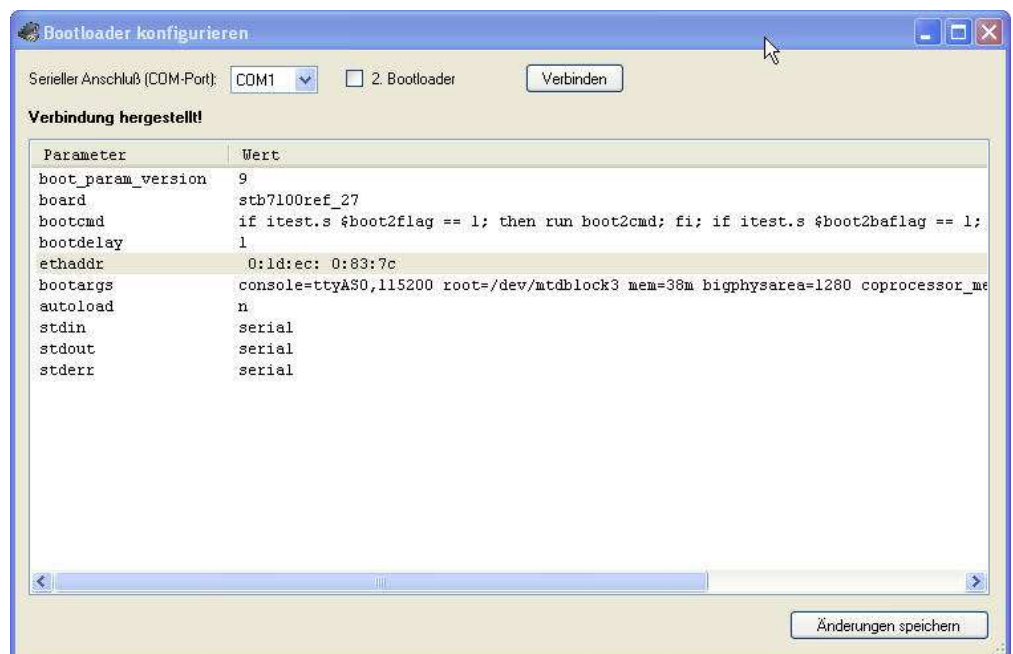 Bootloader konfigurieren
Serieller Anschluß (COM-Port): COM1 2. Bootloader Verbinden
Verbindung hergestellt!
Parameter Wert
boot_param_version 9
board stb7100ref_27
bootcmd if itest.s $boot2flag == 1; then run boot2cmd; fi; if itest.s $boot2baflag == 1;
bootdelay 1
ethaddr 0:1d:ec: 0:83:7c
bootargs console=ttyAS0,115200 root=/dev/mtdblock3 mem=38m bigphysarea=1280 coprocessor_me
autoload n
stdin serial
stdout serial
stderr serial
Änderungen speichern